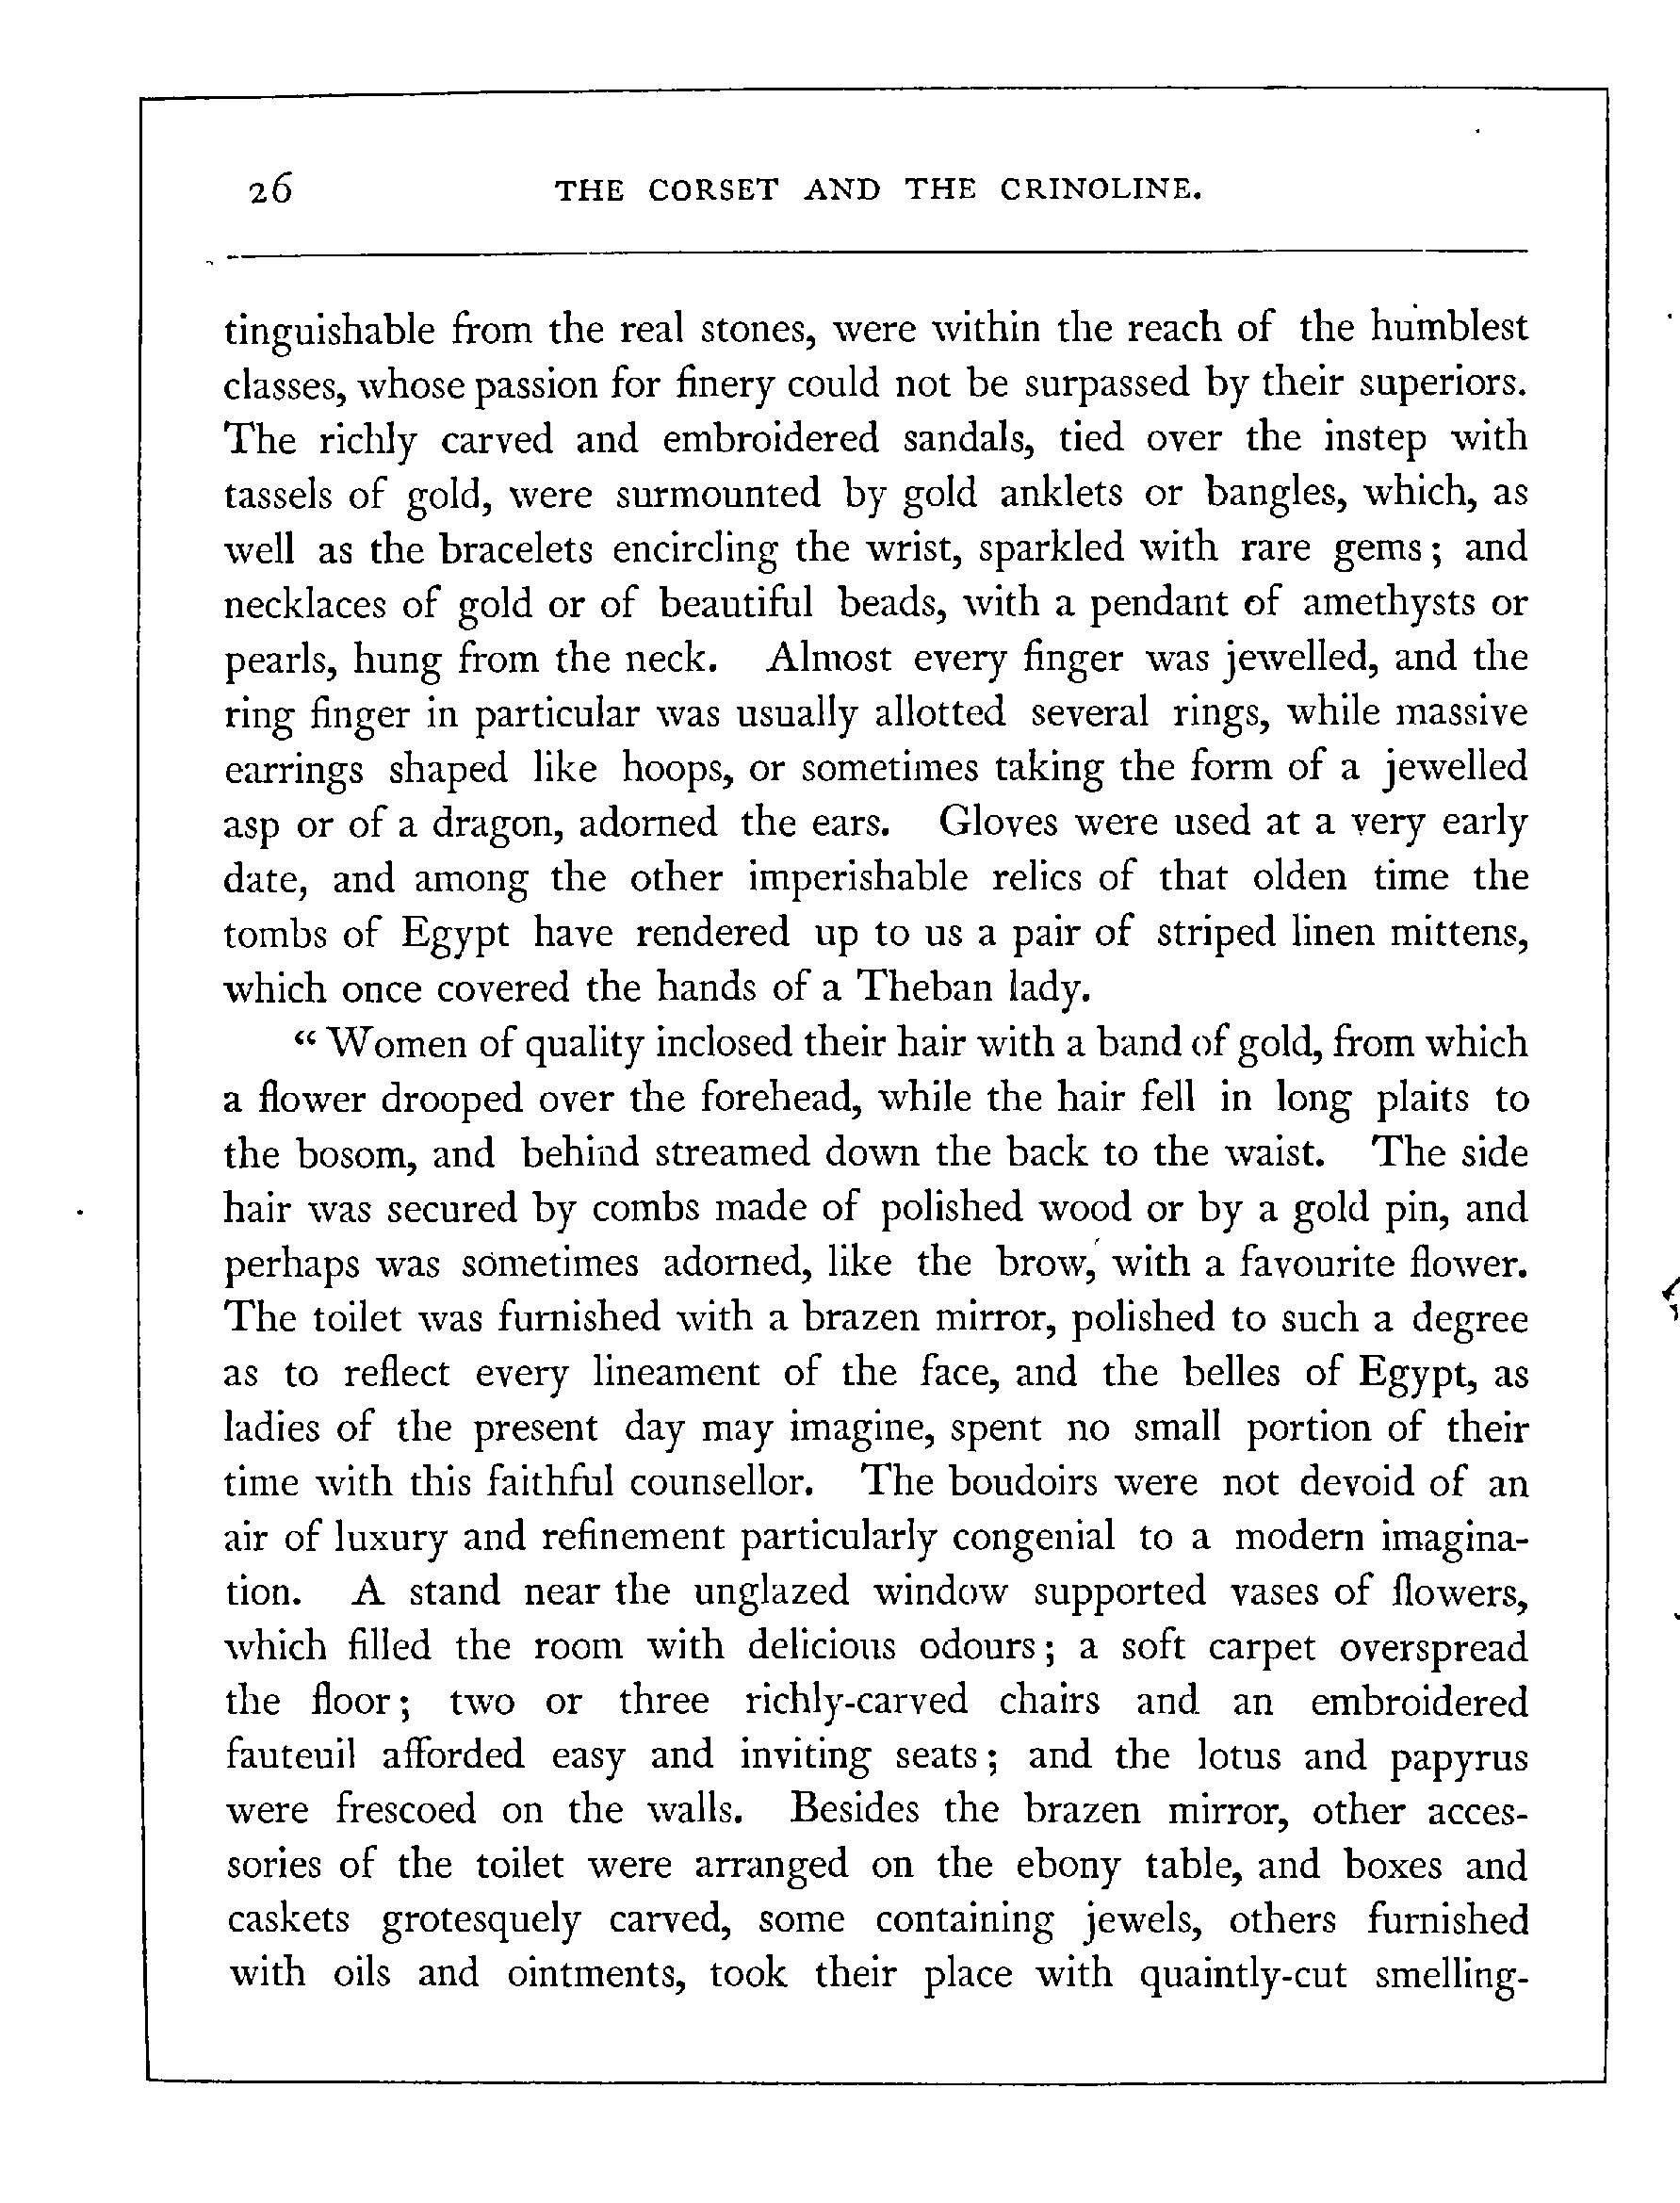 26 THE CORSET AND THE CRINOLINE.
tinguishable from the real stones, were within the reach of the humblest
classes, whose passion for finery could not be surpassed by their superiors.
The richly carved and embroidered sandals, tied over the instep with
tassels of gold, were surmounted by gold anklets or bangles, which, as
well as the bracelets encircling the wrist, sparkled with rare gems; and
necklaces of gold or of beautiful beads, with a pendant of amethysts or
pearls, hung from the neck. Almost every finger was jewelled, and the
ring finger in particular was usually allotted several rings, while massive
earrings shaped like hoops, or sometimes taking the form of a jewelled
asp or of a dragon, adorned the ears. Gloves were used at a very early
date, and among the other imperishable relics of that olden time the
tombs of Egypt have rendered up to us a pair of striped linen mittens,
which once covered the hands of a Theban lady.
“Women of quality inclosed their hair with a band of gold, from which
a flower drooped over the forehead, while the hair fell in long plaits to
the bosom, and behind streamed down the back to the waist. The side
hair was secured by combs made of polished wood or by a gold pin, and
perhaps was sometimes adorned, like the brow, with a favourite flower.
The toilet was furnished with a brazen mirror, polished to such a degree
as to reflect every lineament of the face, and the belles of Egypt, as
ladies of the present day may imagine, spent no small portion of their
time with this faithful counsellor. The boudoirs were not devoid of an
air of luxury and refinement particularly congenial to a modern imagina-
tion. A stand near the unglazed window supported vases of flowers,
which filled the room with delicious odours; a soft carpet overspread
the floor; two or three richly-carved chairs and an embroidered
fauteuil afforded easy and inviting seats; and the lotus and papyrus
were frescoed on the walls. Besides the brazen mirror, other acces-
sories of the toilet were arranged on the ebony table, and boxes and
caskets grotesquely carved, some containing jewels, others furnished
with oils and ointments, took their place with quaintly-cut smelling-